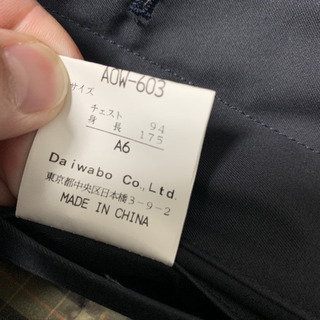 AOW-603
サイズ
チェスト 94
身長 175
A6
Daiwabo Co., Ltd.
東京都中央区日本橋3-9-2
MADE IN CHINA